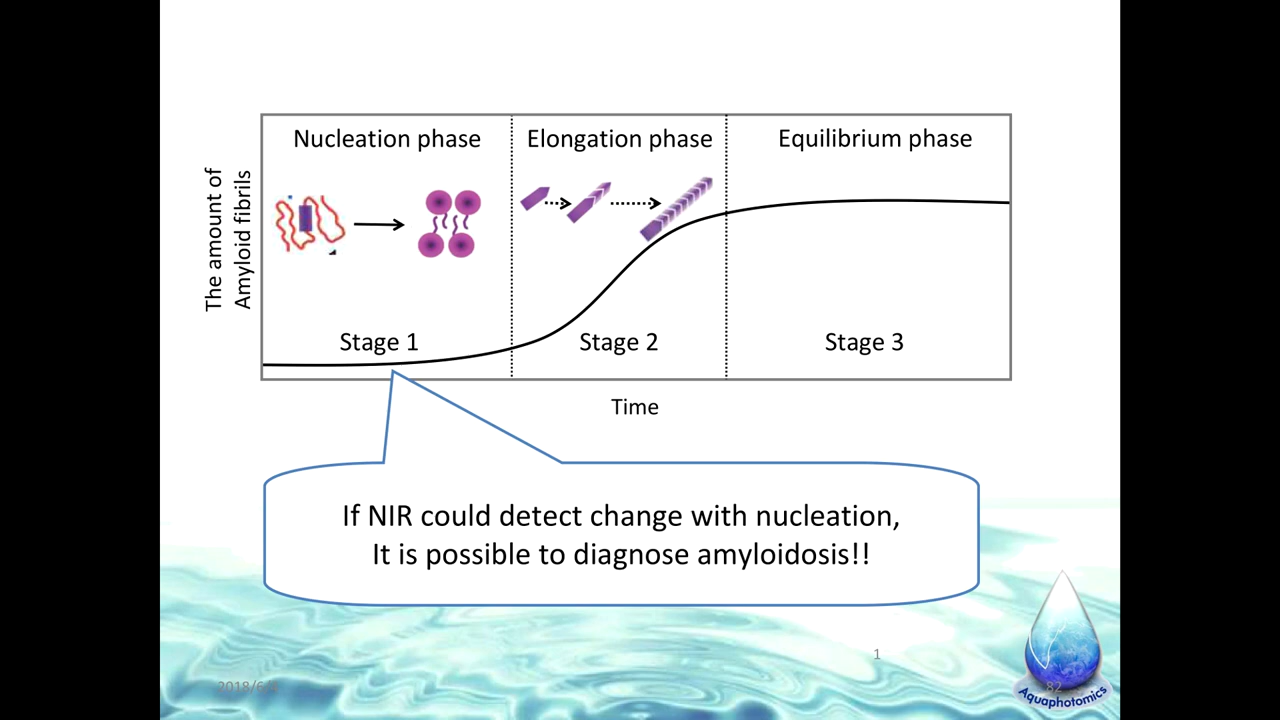 Nucleation phase
Elongation phase
Equilibrium phase
The amount of
Amyloid fibrils
Stage 1
Stage 2
Stage 3
Time
If NIR could detect change with nucleation,
It is possible to diagnose amyloidosis!!
1
82
Aquaphotomics